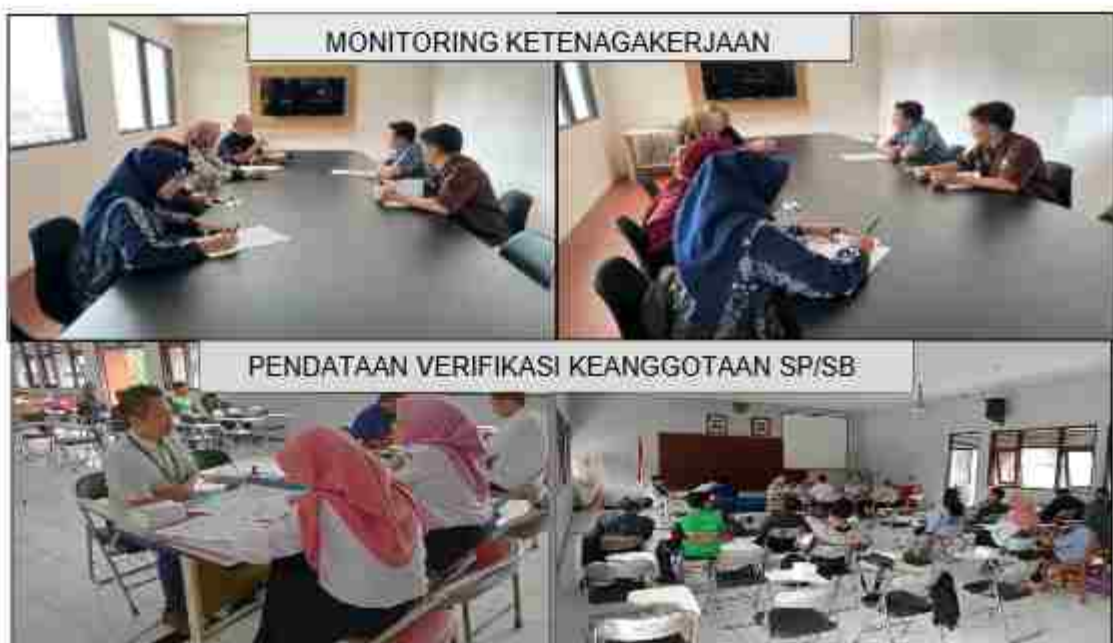 MONITORING KETENAGAKERJAAN
PENDATAAN VERIFIKASI KEANGGOTAAN SP/SB